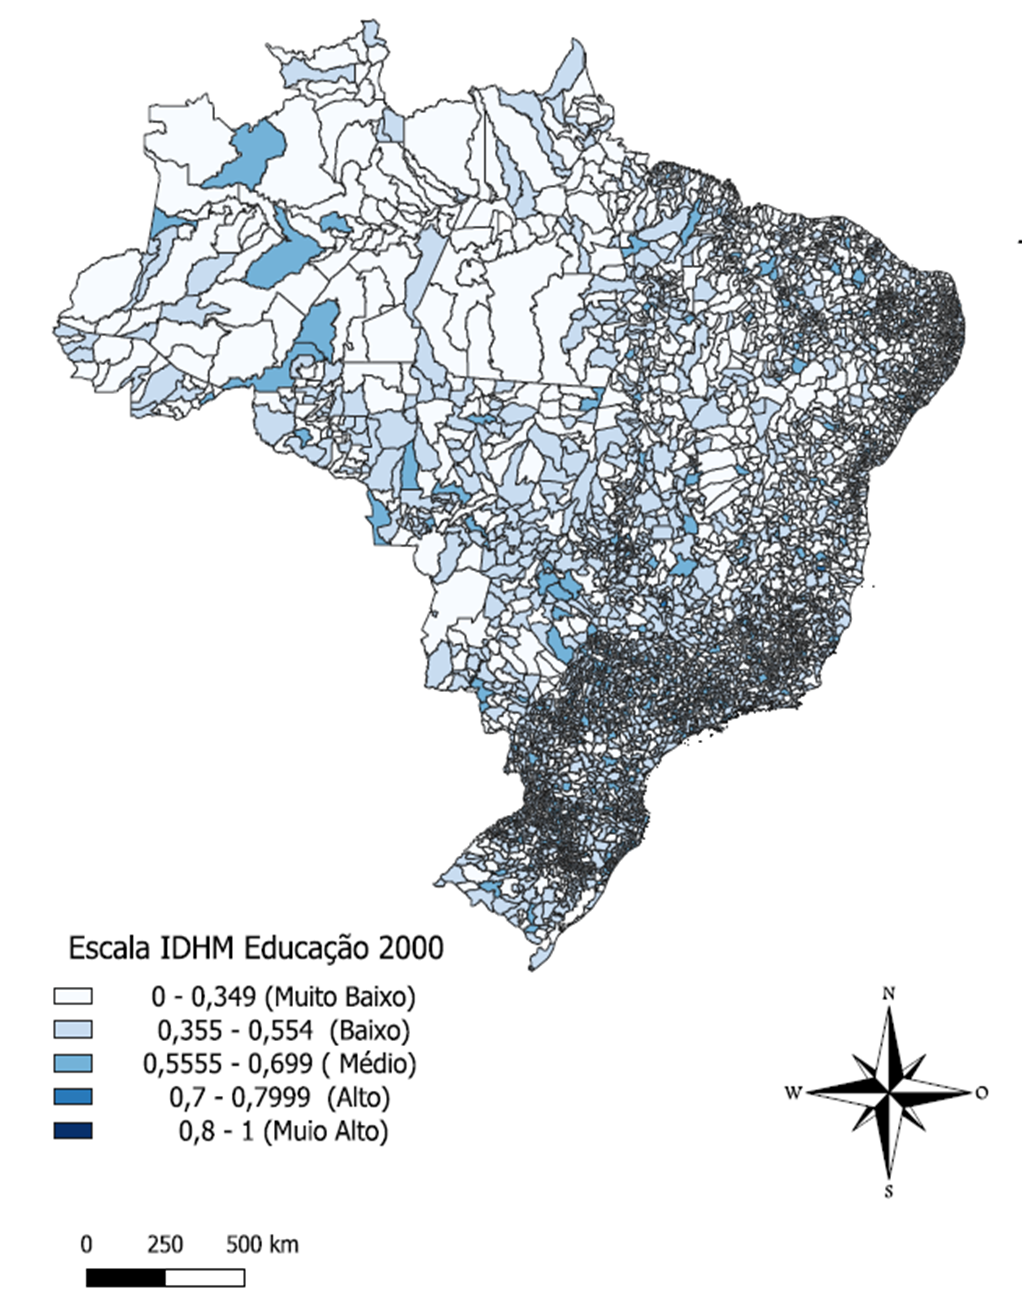 Escala IDHM Educação 2000
0 - 0,349 (Muito Baixo)
0,355 - 0,554 (Baixo)
0,5555 - 0,699 ( Médio)
0,7 - 0,7999 (Alto)
0,8 - 1 (Muio Alto)
N
W
O
S
0 250 500 km